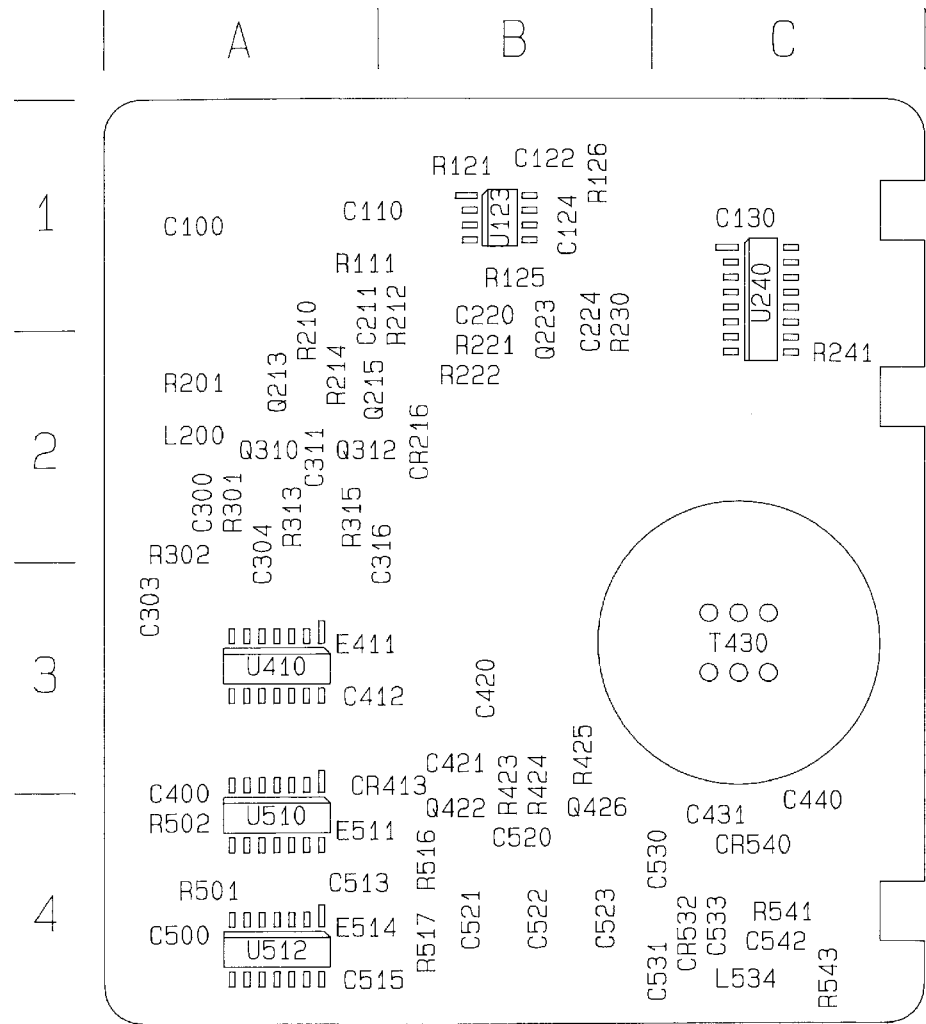 A B C
1
2
3
4
R121 C122 R126
C100 C110 U123 C124 C130
R111 R125 U240
R210 C211 R212 C220 Q223 C224 R230
R221 R241
R201 Q213 R214 Q215 R222
L200 Q310 C311 Q312 CR216
C300 R301 R313 R315
R302 C304 C316
C303
U410 E411 T430
C412 C420
C421 R423 R424 R425
C400 CR413 Q422 Q426 C440
R502 U510 E511 C520 C431
R516 CR540
R501 C513 C530
C500 U512 E514 R517 C521 C522 C523 CR532 C533 R541
C542
C515 C531 L534 R543